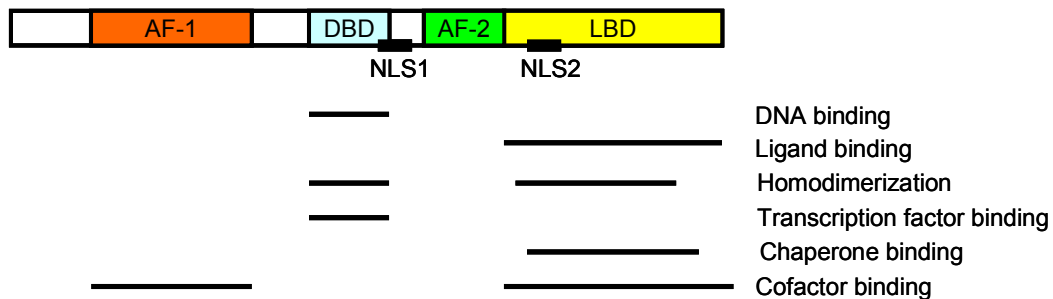 AF-1 DBD AF-2 LBD
NLS1 NLS2
DNA binding
Ligand binding
Homodimerization
Transcription factor binding
Chaperone binding
Cofactor binding